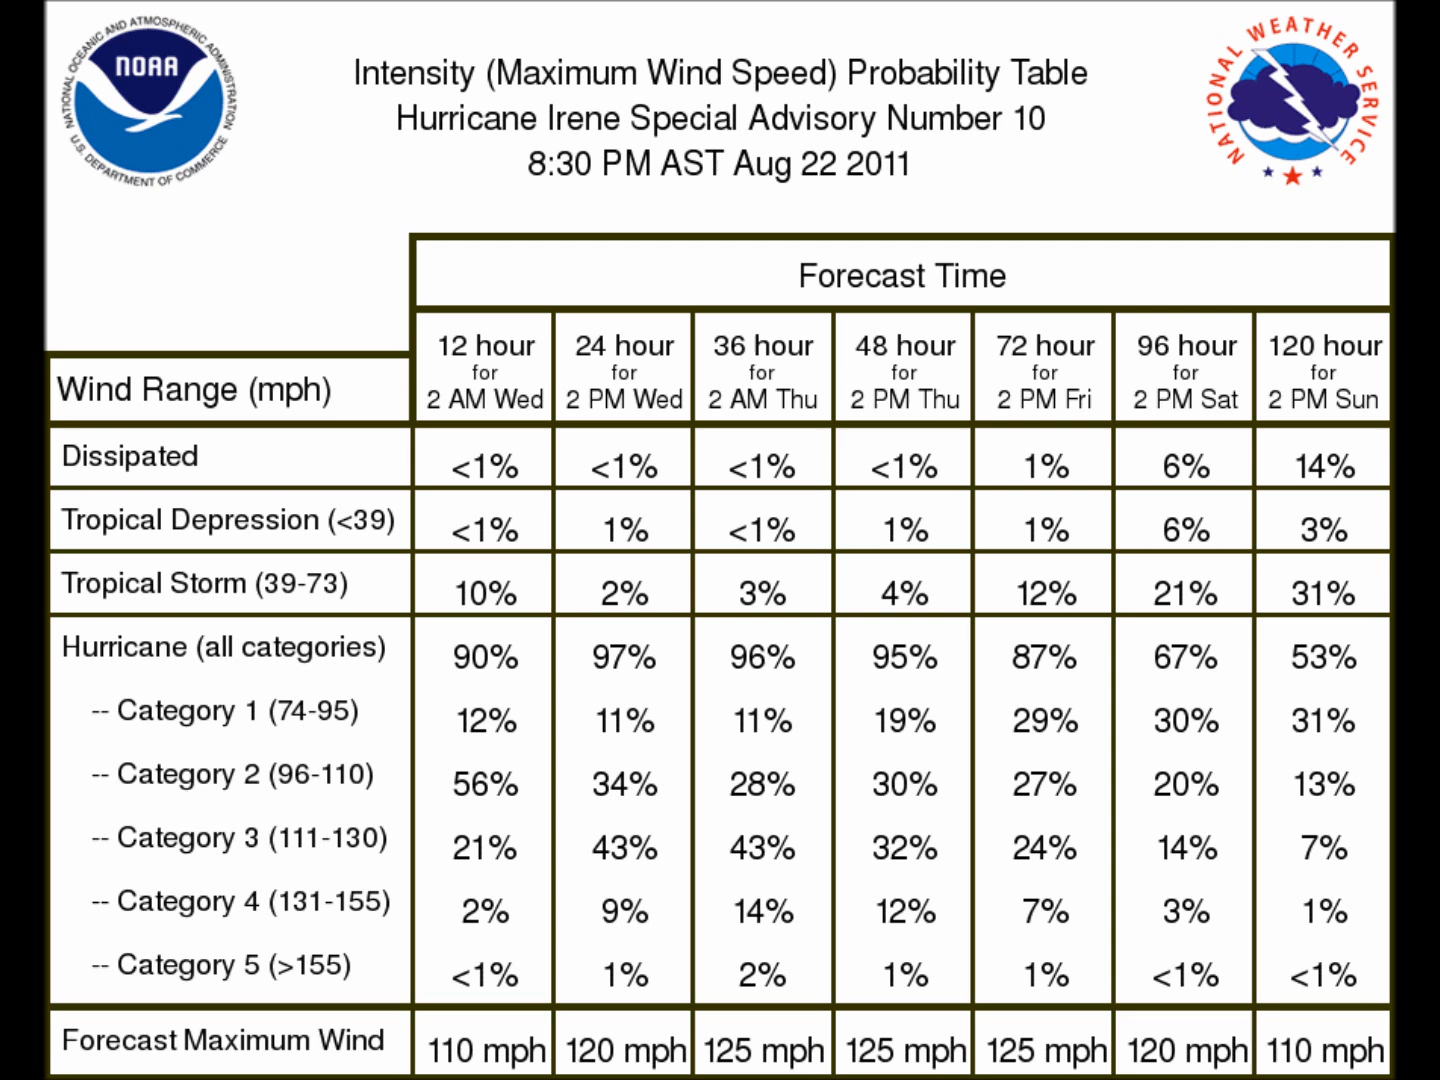 NATIONAL OCEANIC AND ATMOSPHERIC ADMINISTRATION
U.S. DEPARTMENT OF COMMERCE
NOAA
Intensity (Maximum Wind Speed) Probability Table
Hurricane Irene Special Advisory Number 10
8:30 PM AST Aug 22 2011
NATIONAL WEATHER SERVICE
Forecast Time
Wind Range (mph)
12 hour 24 hour 36 hour 48 hour 72 hour 96 hour 120 hour
for for for for for for for
2 AM Wed 2 PM Wed 2 AM Thu 2 PM Thu 2 PM Fri 2 PM Sat 2 PM Sun
Dissipated <1% <1% <1% <1% 1% 6% 14%
Tropical Depression (<39) <1% 1% <1% 1% 1% 6% 3%
Tropical Storm (39-73) 10% 2% 3% 4% 12% 21% 31%
Hurricane (all categories) 90% 97% 96% 95% 87% 67% 53%
-- Category 1 (74-95) 12% 11% 11% 19% 29% 30% 31%
-- Category 2 (96-110) 56% 34% 28% 30% 27% 20% 13%
-- Category 3 (111-130) 21% 43% 43% 32% 24% 14% 7%
-- Category 4 (131-155) 2% 9% 14% 12% 7% 3% 1%
-- Category 5 (>155) <1% 1% 2% 1% 1% <1% <1%
Forecast Maximum Wind 110 mph 120 mph 125 mph 125 mph 125 mph 120 mph 110 mph